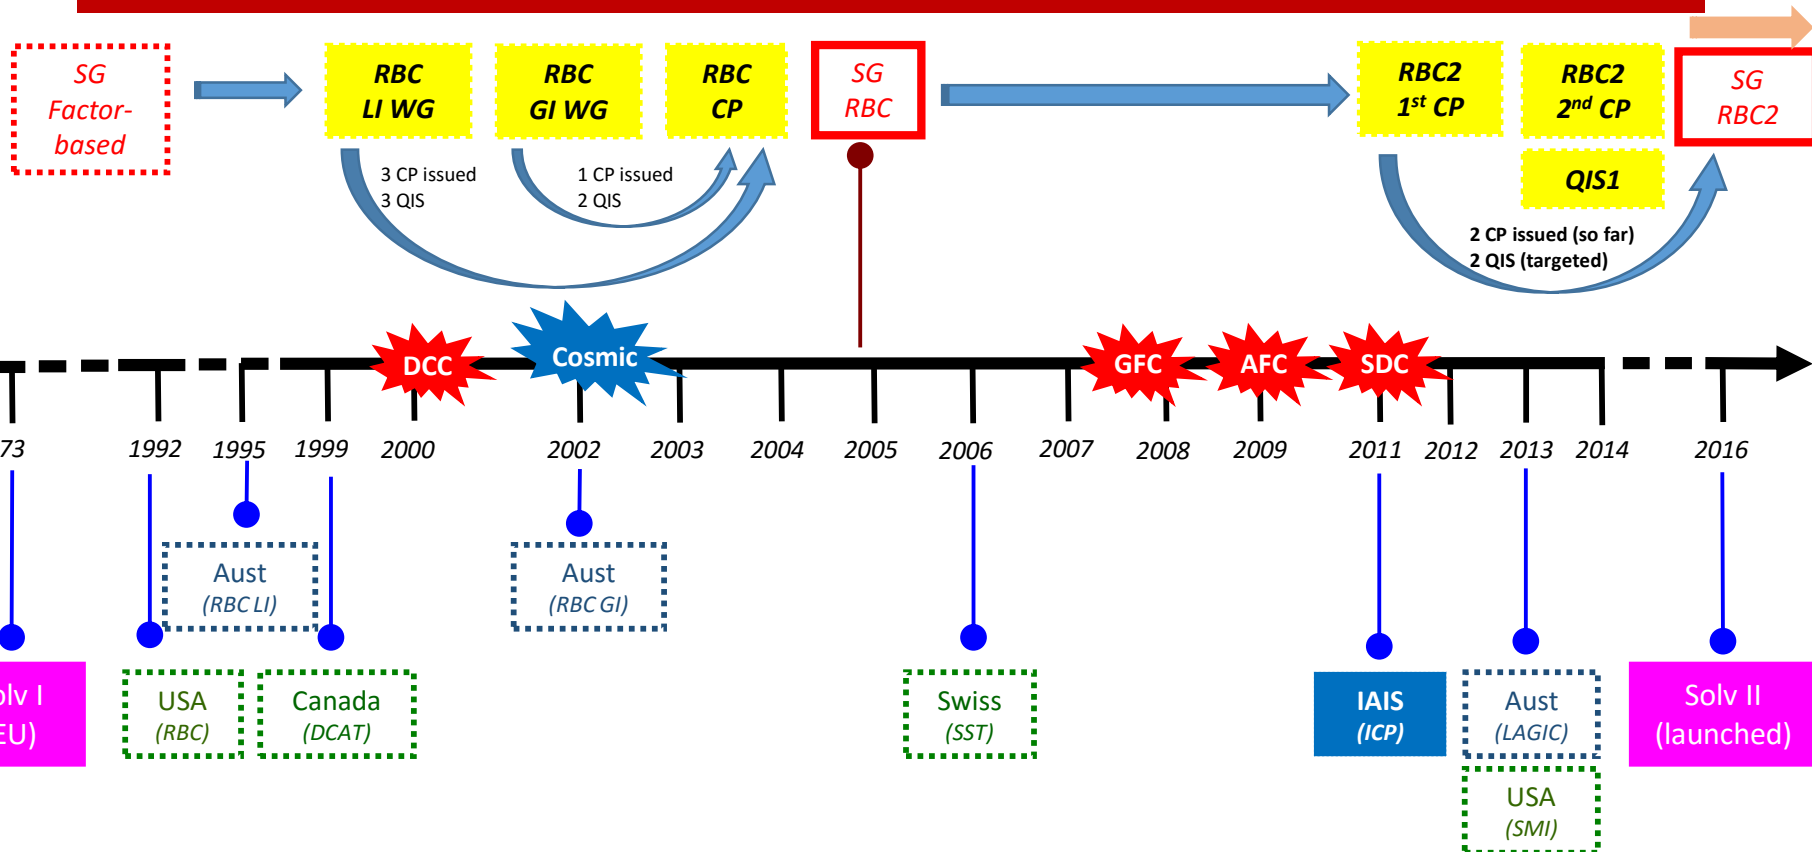 SG
Factor-
based
RBC
LI WG
RBC
GI WG
RBC
CP
SG
RBC
RBC2
1st CP
RBC2
2nd CP
SG
RBC2
QIS1
3 CP issued
3 QIS
1 CP issued
2 QIS
2 CP issued (so far)
2 QIS (targeted)
DCC
Cosmic
GFC
AFC
SDC
73
1992
1995
1999
2000
2002
2003
2004
2005
2006
2007
2008
2009
2011
2012
2013
2014
2016
Aust
(RBC LI)
Aust
(RBC GI)
olv I
EU)
USA
(RBC)
Canada
(DCAT)
Swiss
(SST)
IAIS
(ICP)
Aust
(LAGIC)
Solv II
(launched)
USA
(SMI)